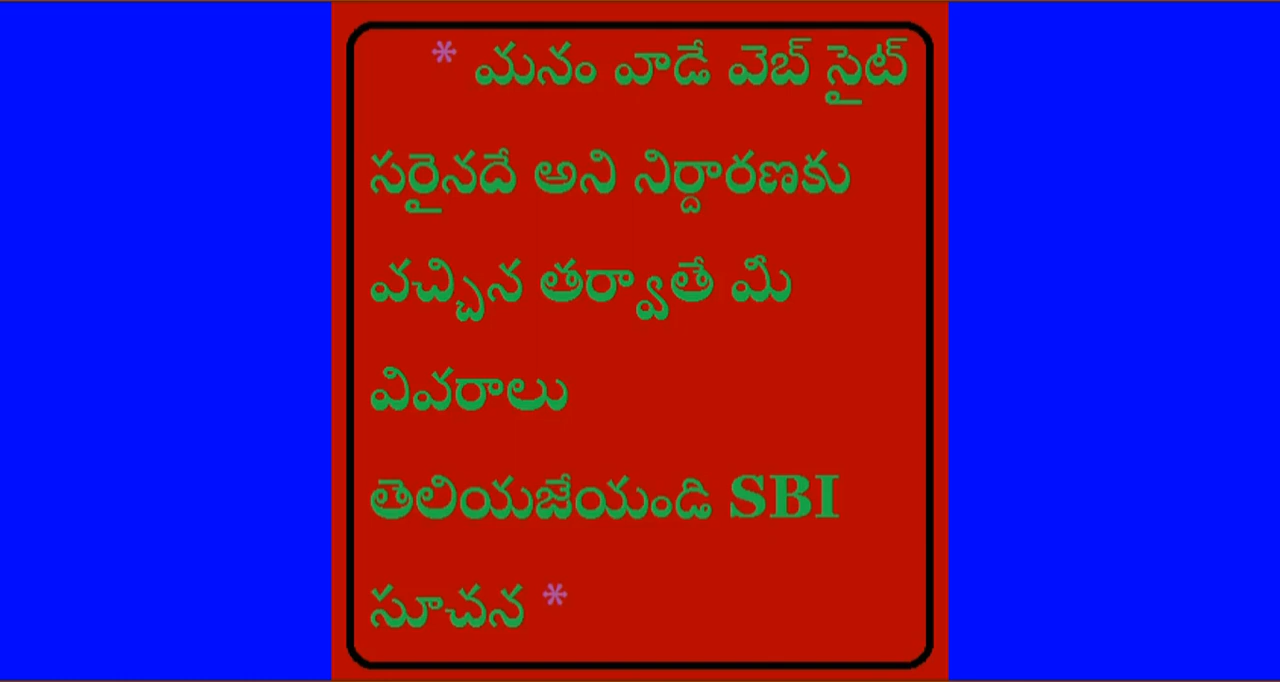 * మనం వాడే వెబ్ సైట్
సరైనదే అని నిర్దారణకు
వచ్చిన తర్వాతే మీ
వివరాలు
తెలియజేయండి SBI
సూచన *